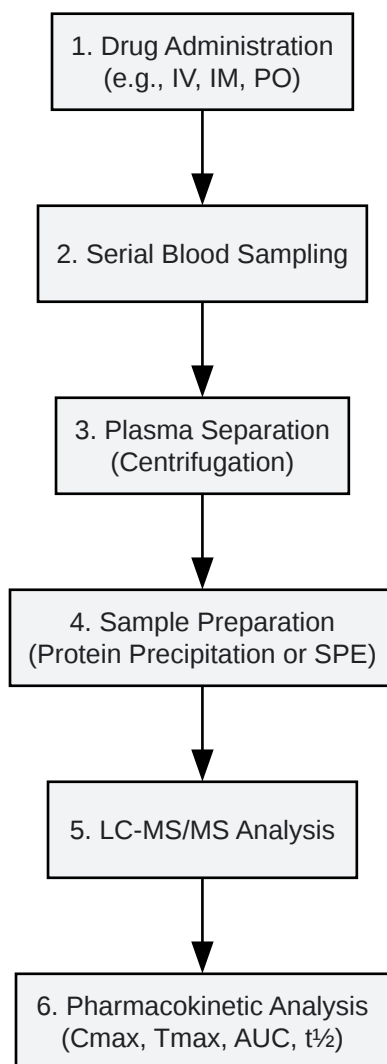 1. Drug Administration
(e.g., IV, IM, PO)
2. Serial Blood Sampling
3. Plasma Separation
(Centrifugation)
4. Sample Preparation
(Protein Precipitation or SPE)
5. LC-MS/MS Analysis
6. Pharmacokinetic Analysis
(Cmax, Tmax, AUC, t½)